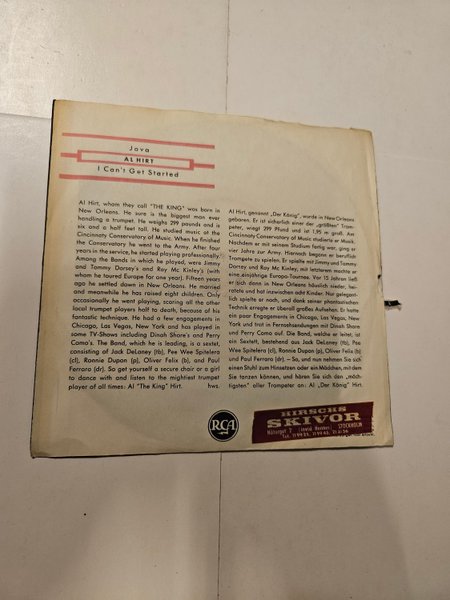 Java
AL HIRT
I Can't Get Started
Al Hirt, whom they call "THE KING" was born in
New Orleans. He sure is the biggest man ever
handling a trumpet. He weighs 299 pounds and is
six and a half feet tall. He studied music at the
Cincinnaty Conservatory of Music. When he finished
the Conservatory he went to the Army. After four
years in the service, he started playing professionally.
Among the Bands in which he played, were Jimmy
and Tommy Dorsey's and Ray Mc Kinley's (with
whom he toured Europe for one year). Fifteen years
ago he settled down in New Orleans. He married
and meanwhile he has raised eight children. Only
occasionally he went playing, scaring all the other
local trumpet players half to death, because of his
fantastic technique. He had a few engagements in
Chicago, Las Vegas, New York and has played in
some TV-Shows including Dinah Shore's and Perry
Como's. The Band, which he is leading, is a sextet,
consisting of Jack DeLaney (tb), Pee Wee Spitelera
(cl), Ronnie Dupon (p), Oliver Felix (b) and Paul
Ferraro (dr). So get yourself a secure chair or a girl
to dance with and listen to the mightiest trumpet
player of all times: Al "The King" Hirt. hws.
Al Hirt, genannt „Der König", wurde in New Orleans
geboren. Er ist sicherlich einer der „größten" Trom-
peter, wiegt 299 Pfund und ist 1,95 m groß. Am
Cincinnaty Conservatory of Music studierte er Musik.
Nachdem er mit seinem Studium fertig war, ging er
vier Jahre zur Army. Hiernach begann er beruflich
Trompete zu spielen. Er spielte mit Jimmy und Tommy
Dorsey und Ray Mc Kinley, mit letzterem machte er
eine einjährige Europa-Tournee. Vor 15 Jahren ließ
er sich dann in New Orleans häuslich nieder, hei-
ratete und hat inzwischen acht Kinder. Nur gelegent-
lich spielte er noch, und dank seiner phantastischen
Technik erregte er überall großes Aufsehen. Er hatte
ein paar Engagements in Chicago, Las Vegas, New
York und trat in Fernsehsendungen mit Dinah Shore
und Perry Como auf. Die Band, welche er leitet, ist
ein Sextett, bestehend aus Jack DeLaney (tb), Pee
Wee Spitelera (cl), Ronnie Dupon (p), Oliver Felix (b)
und Paul Ferraro (dr). — So, und nun nehmen Sie sich
einen Stuhl zum Hinsetzen oder ein Mädchen, mit dem
Sie tanzen können, und hören Sie sich den „mäch-
tigsten" aller Trompeter an: Al „Der König" Hirt.
RCA
HIRSCHS
SKIVOR
STOCKHOLM
Tel.